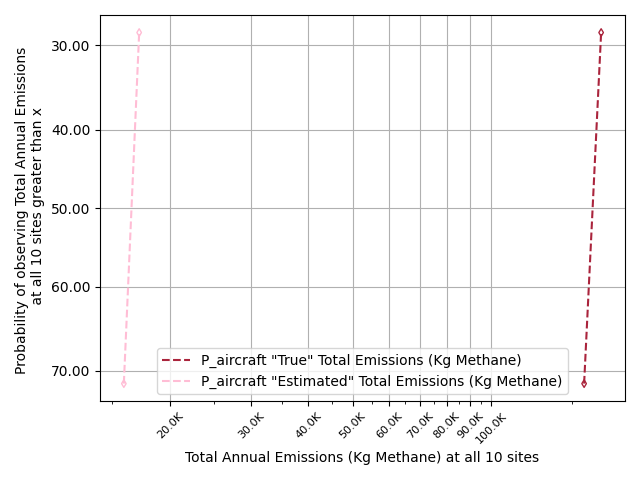 Probability of observing Total Annual Emissions
at all 10 sites greater than x
30.00
40.00
50.00
60.00
70.00
P_aircraft "True" Total Emissions (Kg Methane)
P_aircraft "Estimated" Total Emissions (Kg Methane)
20.0K
30.0K
40.0K
50.0K
60.0K
70.0K
80.0K
90.0K
100.0K
Total Annual Emissions (Kg Methane) at all 10 sites